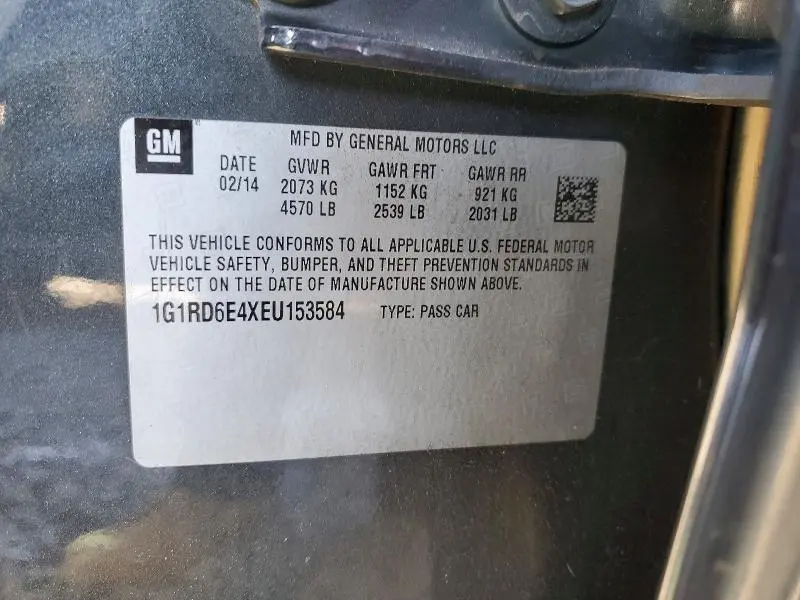 GM
MFD BY GENERAL MOTORS LLC
DATE GVWR GAWR FRT GAWR RR
02/14 2073 KG 1152 KG 921 KG
4570 LB 2539 LB 2031 LB
THIS VEHICLE CONFORMS TO ALL APPLICABLE U.S. FEDERAL MOTOR
VEHICLE SAFETY, BUMPER, AND THEFT PREVENTION STANDARDS IN
EFFECT ON THE DATE OF MANUFACTURE SHOWN ABOVE.
1G1RD6E4XEU153584 TYPE: PASS CAR